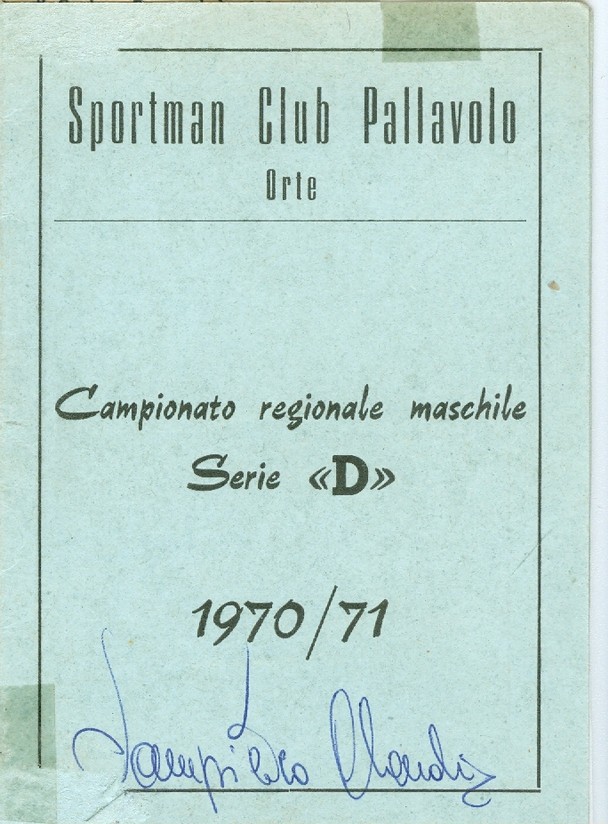 Sportman Club Pallavolo
Orte
Campionato regionale maschile
Serie «D»
1970/71